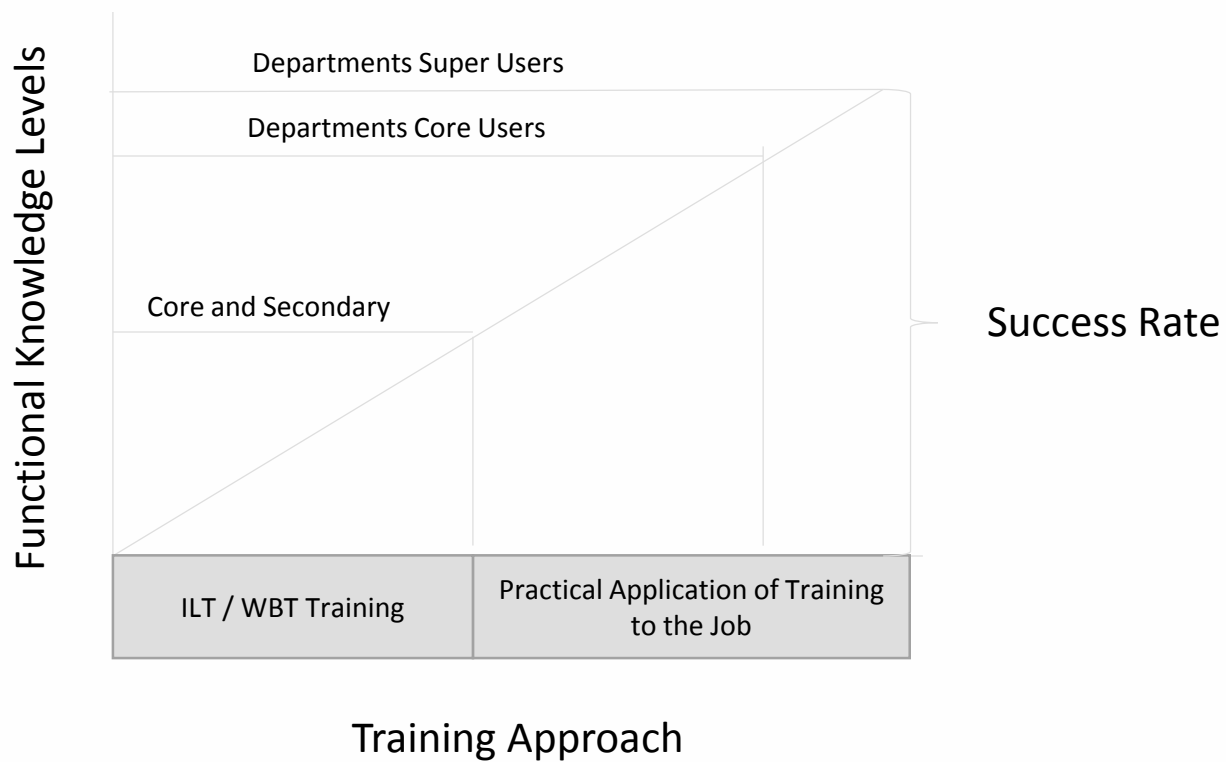 Functional Knowledge Levels
Departments Super Users
Departments Core Users
Core and Secondary
Success Rate
ILT / WBT Training
Practical Application of Training
to the Job
Training Approach